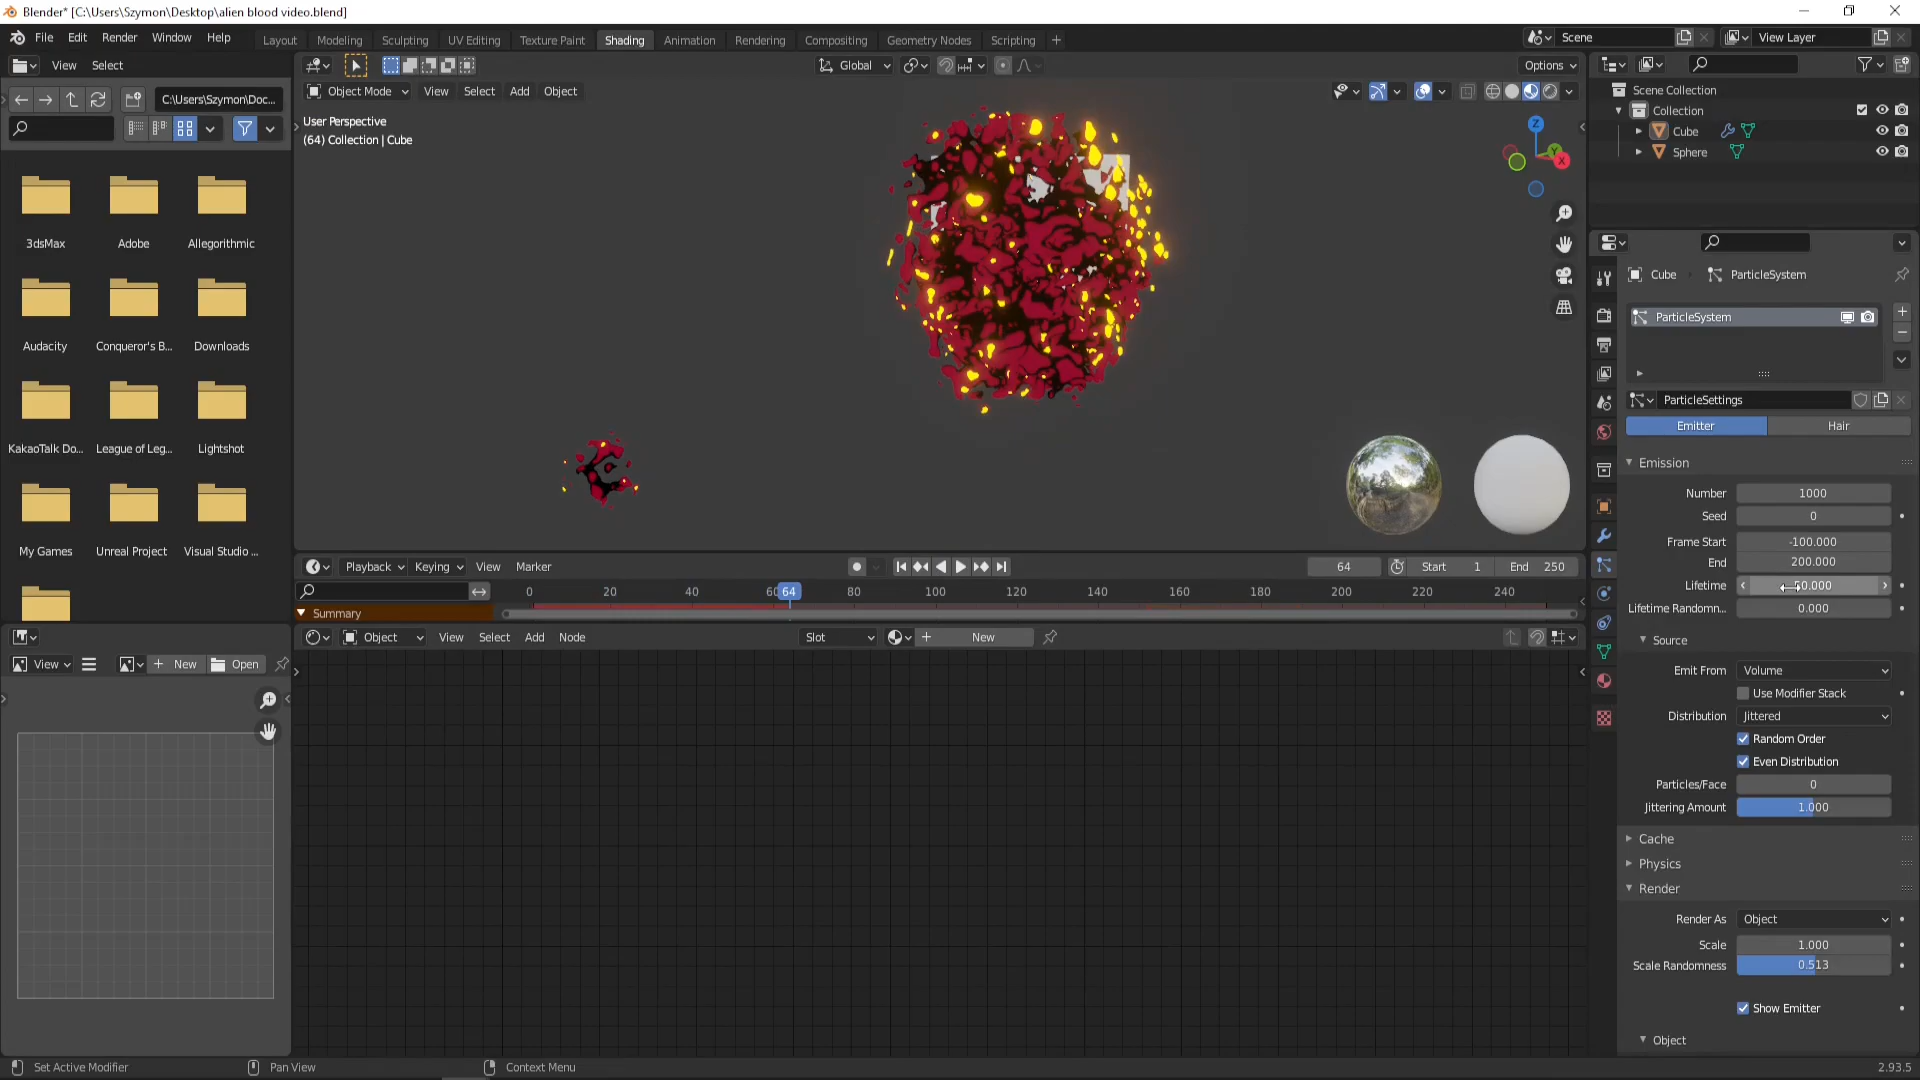 Blender* [C:\Users\Szymon\Desktop\alien blood video.blend]
File Edit Render Window Help
Layout Modeling Sculpting UV Editing Texture Paint Shading Animation Rendering Compositing Geometry Nodes Scripting +
Scene
View Layer
View Select
Global
Options
C:\Users\Szymon\Doc...
Object Mode View Select Add Object
User Perspective
(64) Collection | Cube
Z
Y
X
Scene Collection
Collection
Cube
Sphere
3dsMax Adobe Allegorithmic
Audacity Conqueror's B... Downloads
KakaoTalk Do... League of Leg... Lightshot
My Games Unreal Project Visual Studio ...
Cube ParticleSystem
ParticleSystem
ParticleSettings
Emitter Hair
Emission
Number 1000
Seed 0
Frame Start -100.000
End 200.000
Lifetime
Lifetime Randomn... 0.000
Source
Emit From Volume
Use Modifier Stack
Distribution Jittered
Random Order
Even Distribution
Particles/Face 0
Jittering Amount 1.000
Cache
Physics
Render
Render As Object
Scale 1.000
Scale Randomness 0.513
Show Emitter
Object
Playback Keying View Marker
64 Start 1 End 250
0 20 40 64 80 100 120 140 160 180 200 220 240
Summary
Object View Select Add Node Slot New
View New Open
Set Active Modifier Pan View Context Menu 2.93.5